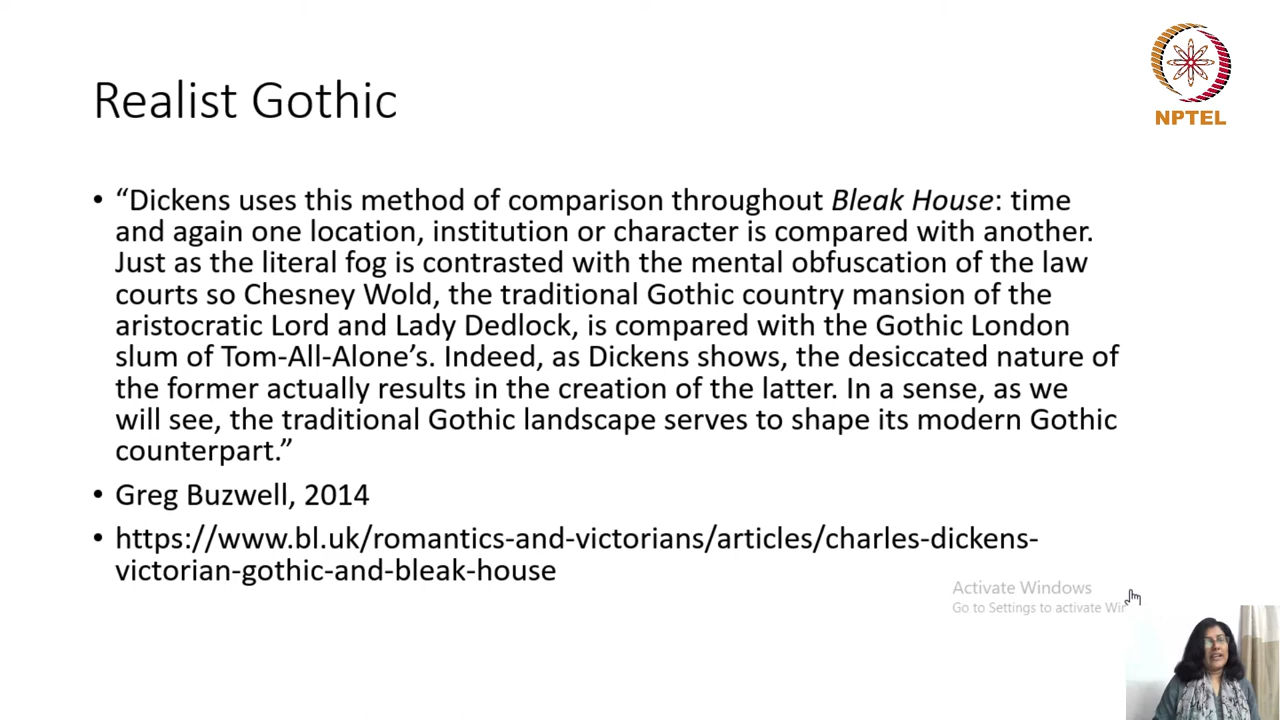 NPTEL
Realist Gothic
• “Dickens uses this method of comparison throughout Bleak House: time
and again one location, institution or character is compared with another.
Just as the literal fog is contrasted with the mental obfuscation of the law
courts so Chesney Wold, the traditional Gothic country mansion of the
aristocratic Lord and Lady Dedlock, is compared with the Gothic London
slum of Tom-All-Alone’s. Indeed, as Dickens shows, the desiccated nature of
the former actually results in the creation of the latter. In a sense, as we
will see, the traditional Gothic landscape serves to shape its modern Gothic
counterpart.”
• Greg Buzwell, 2014
• https://www.bl.uk/romantics-and-victorians/articles/charles-dickens-
victorian-gothic-and-bleak-house
Activate Windows
Go to Settings to activate Win